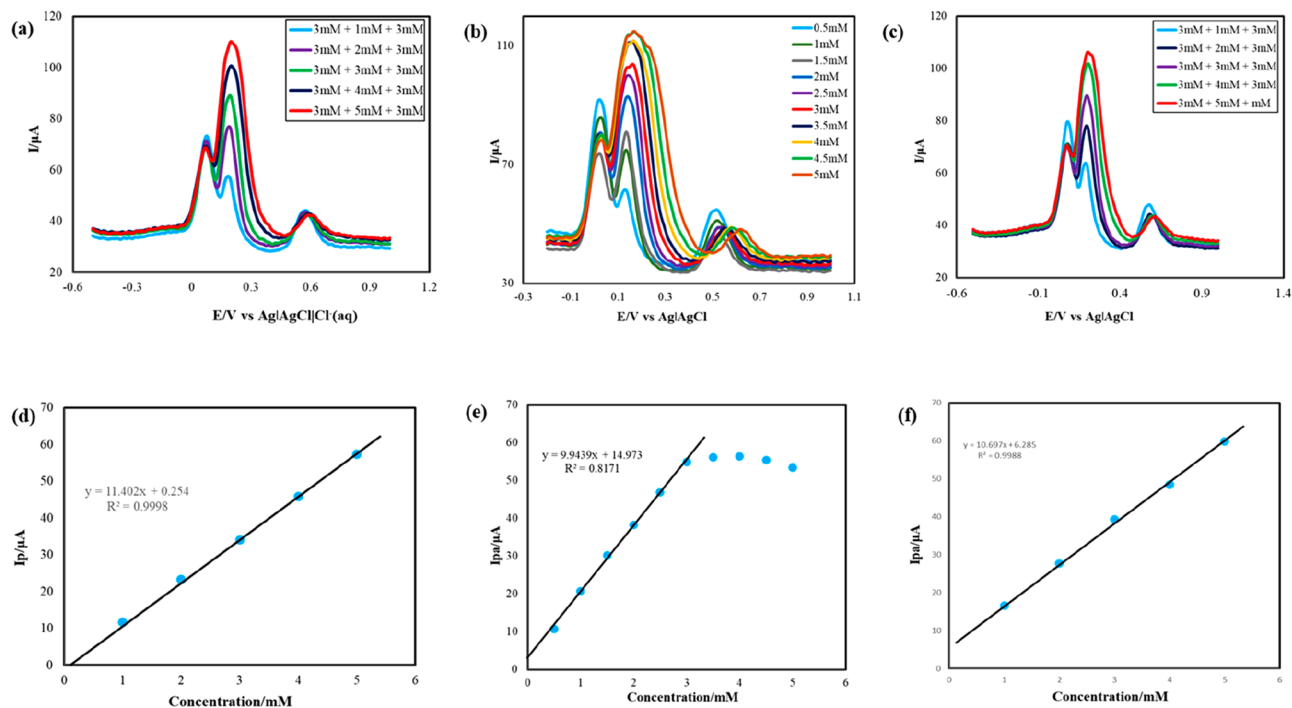 (a)
120
100
80
60
40
20
I/µA
-0.6
-0.3
0
0.3
0.6
0.9
1.2
E/V vs Ag|AgCl|Cl-(aq)
3mM + 1mM + 3mM
3mM + 2mM + 3mM
3mM + 3mM + 3mM
3mM + 4mM + 3mM
3mM + 5mM + 3mM
(b)
110
70
30
I/µA
-0.3
-0.1
0.1
0.3
0.5
0.7
0.9
1.1
E/V vs Ag|AgCl
0.5mM
1mM
1.5mM
2mM
2.5mM
3mM
3.5mM
4mM
4.5mM
5mM
(c)
120
100
80
60
40
20
I/µA
-0.6
-0.1
0.4
0.9
1.4
E/V vs Ag|AgCl
3mM + 1mM + 3mM
3mM + 2mM + 3mM
3mM + 3mM + 3mM
3mM + 4mM + 3mM
3mM + 5mM + mM
(d)
70
60
50
40
30
20
10
0
Ip/µA
y = 11.402x + 0.254
R² = 0.9998
0
1
2
3
4
5
6
Concentration/mM
(e)
70
60
50
40
30
20
10
0
Ipa/µA
y = 9.9439x + 14.973
R² = 0.8171
0
1
2
3
4
5
6
Concentration/mM
(f)
70
60
50
40
30
20
10
0
Ipa/µA
y = 10.697x + 6.285
R² = 0.9988
0
1
2
3
4
5
6
Concentration/mM